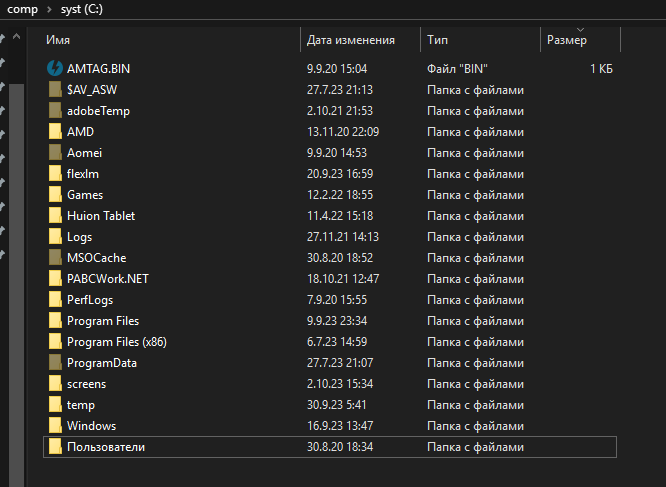 comp > syst (C:)
Имя Дата изменения Тип Размер
AMTAG.BIN 9.9.20 15:04 Файл "BIN" 1 КБ
$AV_ASW 27.7.23 21:13 Папка с файлами
adobeTemp 2.10.21 21:53 Папка с файлами
AMD 13.11.20 22:09 Папка с файлами
Aomei 9.9.20 14:53 Папка с файлами
flexlm 20.9.23 16:59 Папка с файлами
Games 12.2.22 18:55 Папка с файлами
Huion Tablet 11.4.22 15:18 Папка с файлами
Logs 27.11.21 14:13 Папка с файлами
MSOCache 30.8.20 18:52 Папка с файлами
PABCWork.NET 18.10.21 12:47 Папка с файлами
PerfLogs 7.9.20 15:55 Папка с файлами
Program Files 9.9.23 23:34 Папка с файлами
Program Files (x86) 6.7.23 14:59 Папка с файлами
ProgramData 27.7.23 21:07 Папка с файлами
screens 2.10.23 15:34 Папка с файлами
temp 30.9.23 5:41 Папка с файлами
Windows 16.9.23 13:47 Папка с файлами
Пользователи 30.8.20 18:34 Папка с файлами